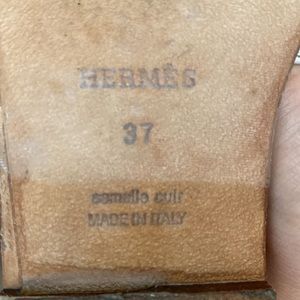 HERMÈS
37
semelle cuir
MADE IN ITALY